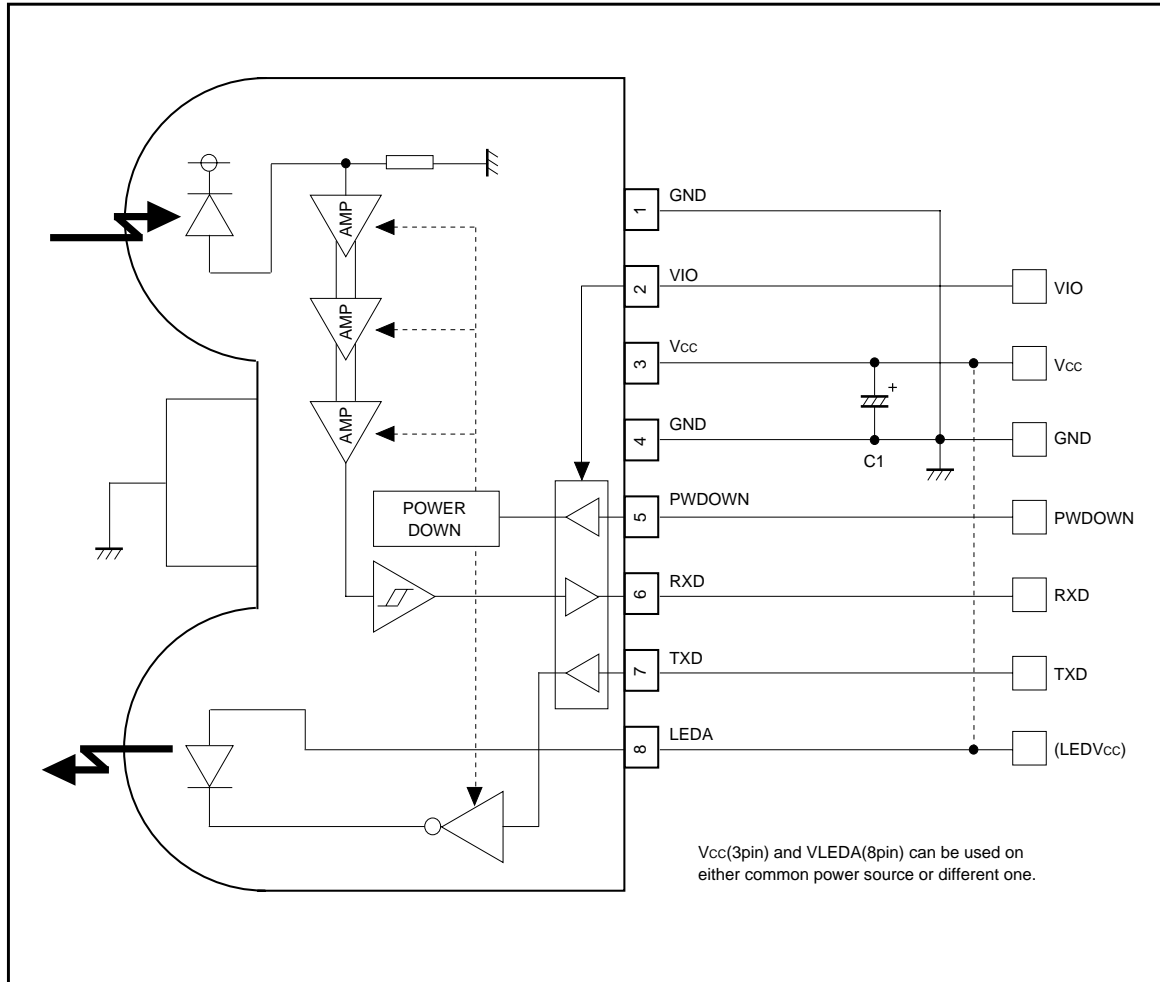 AMP
AMP
AMP
POWER
DOWN
1
GND
2
VIO
VIO
3
Vcc
Vcc
4
GND
GND
+
C1
5
PWDOWN
PWDOWN
6
RXD
RXD
7
TXD
TXD
8
LEDA
(LEDVcc)
Vcc(3pin) and VLEDA(8pin) can be used on
either common power source or different one.